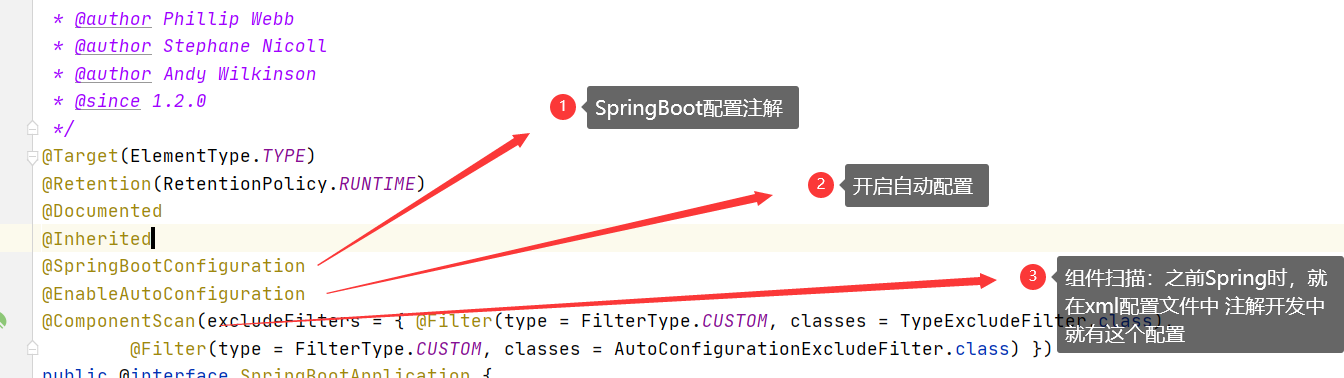 * @author Phillip Webb
* @author Stephane Nicoll
* @author Andy Wilkinson
* @since 1.2.0
*/
1 SpringBoot配置注解
@Target(ElementType.TYPE)
@Retention(RetentionPolicy.RUNTIME)
2 开启自动配置
@Documented
@Inherited
@SpringBootConfiguration
@EnableAutoConfiguration
3 组件扫描：之前Spring时，就
在xml配置文件中 注解开发中
就有这个配置
@ComponentScan(excludeFilters = { @Filter(type = FilterType.CUSTOM, classes = TypeExcludeFilter.class)
@Filter(type = FilterType.CUSTOM, classes = AutoConfigurationExcludeFilter.class) })
public @interface SpringBootApplication {